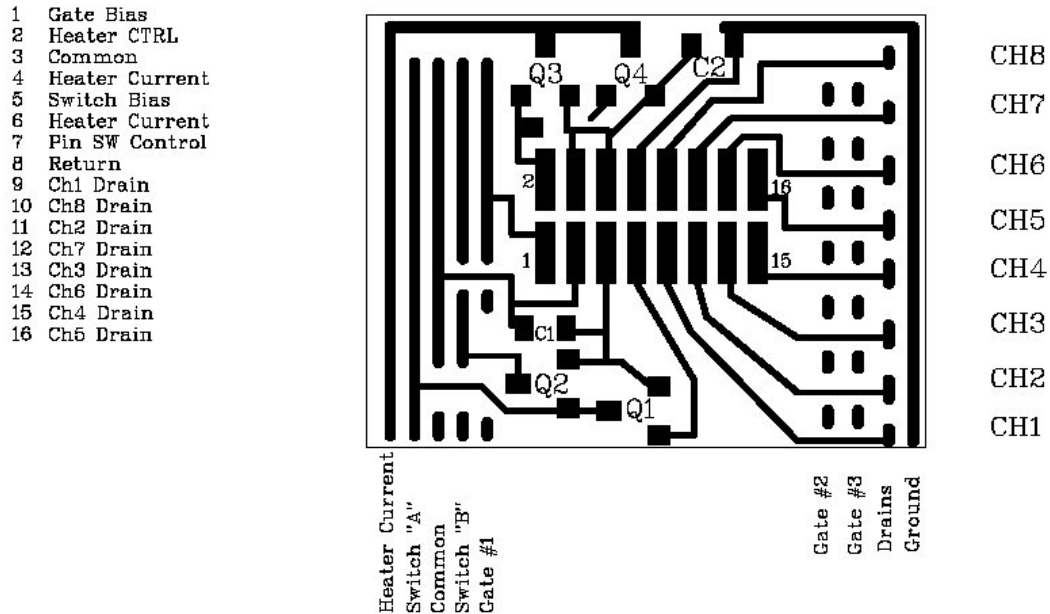 1 Gate Bias
2 Heater CTRL
3 Common
4 Heater Current
5 Switch Bias
6 Heater Current
7 Pin SW Control
8 Return
9 Ch1 Drain
10 Ch8 Drain
11 Ch2 Drain
12 Ch7 Drain
13 Ch3 Drain
14 Ch6 Drain
15 Ch4 Drain
16 Ch5 Drain
Q3 Q4 C2
2 16
1 15
C1
Q2 Q1
CH8
CH7
CH6
CH5
CH4
CH3
CH2
CH1
Heater Current
Switch "A"
Common
Switch "B"
Gate #1
Gate #2
Gate #3
Drains
Ground